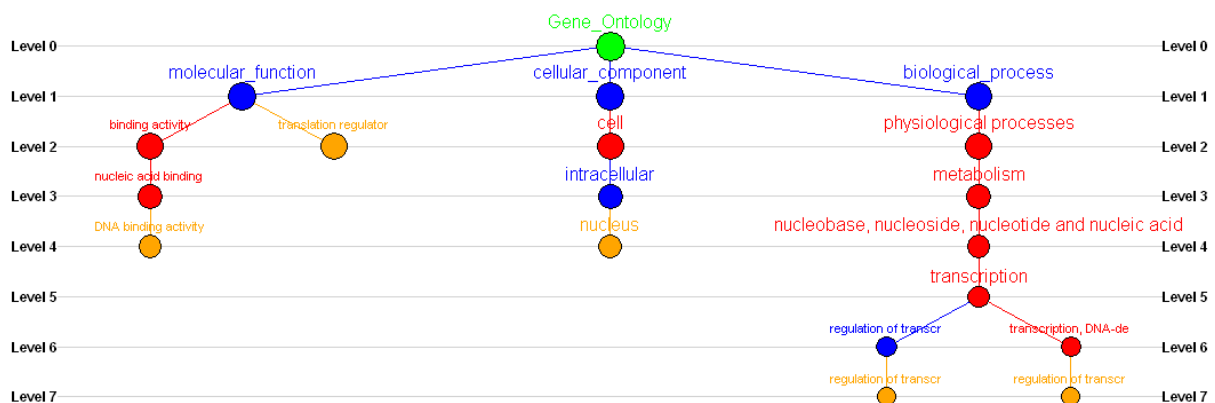 Gene_Ontology
Level 0 Level 0
molecular_function cellular_component biological_process
Level 1 Level 1
binding activity translation regulator cell physiological processes
Level 2 Level 2
nucleic acid binding intracellular metabolism
Level 3 Level 3
DNA binding activity nucleus nucleobase, nucleoside, nucleotide and nucleic acid
Level 4 Level 4
transcription
Level 5 Level 5
regulation of transcr transcription, DNA-de
Level 6 Level 6
regulation of transcr regulation of transcr
Level 7 Level 7